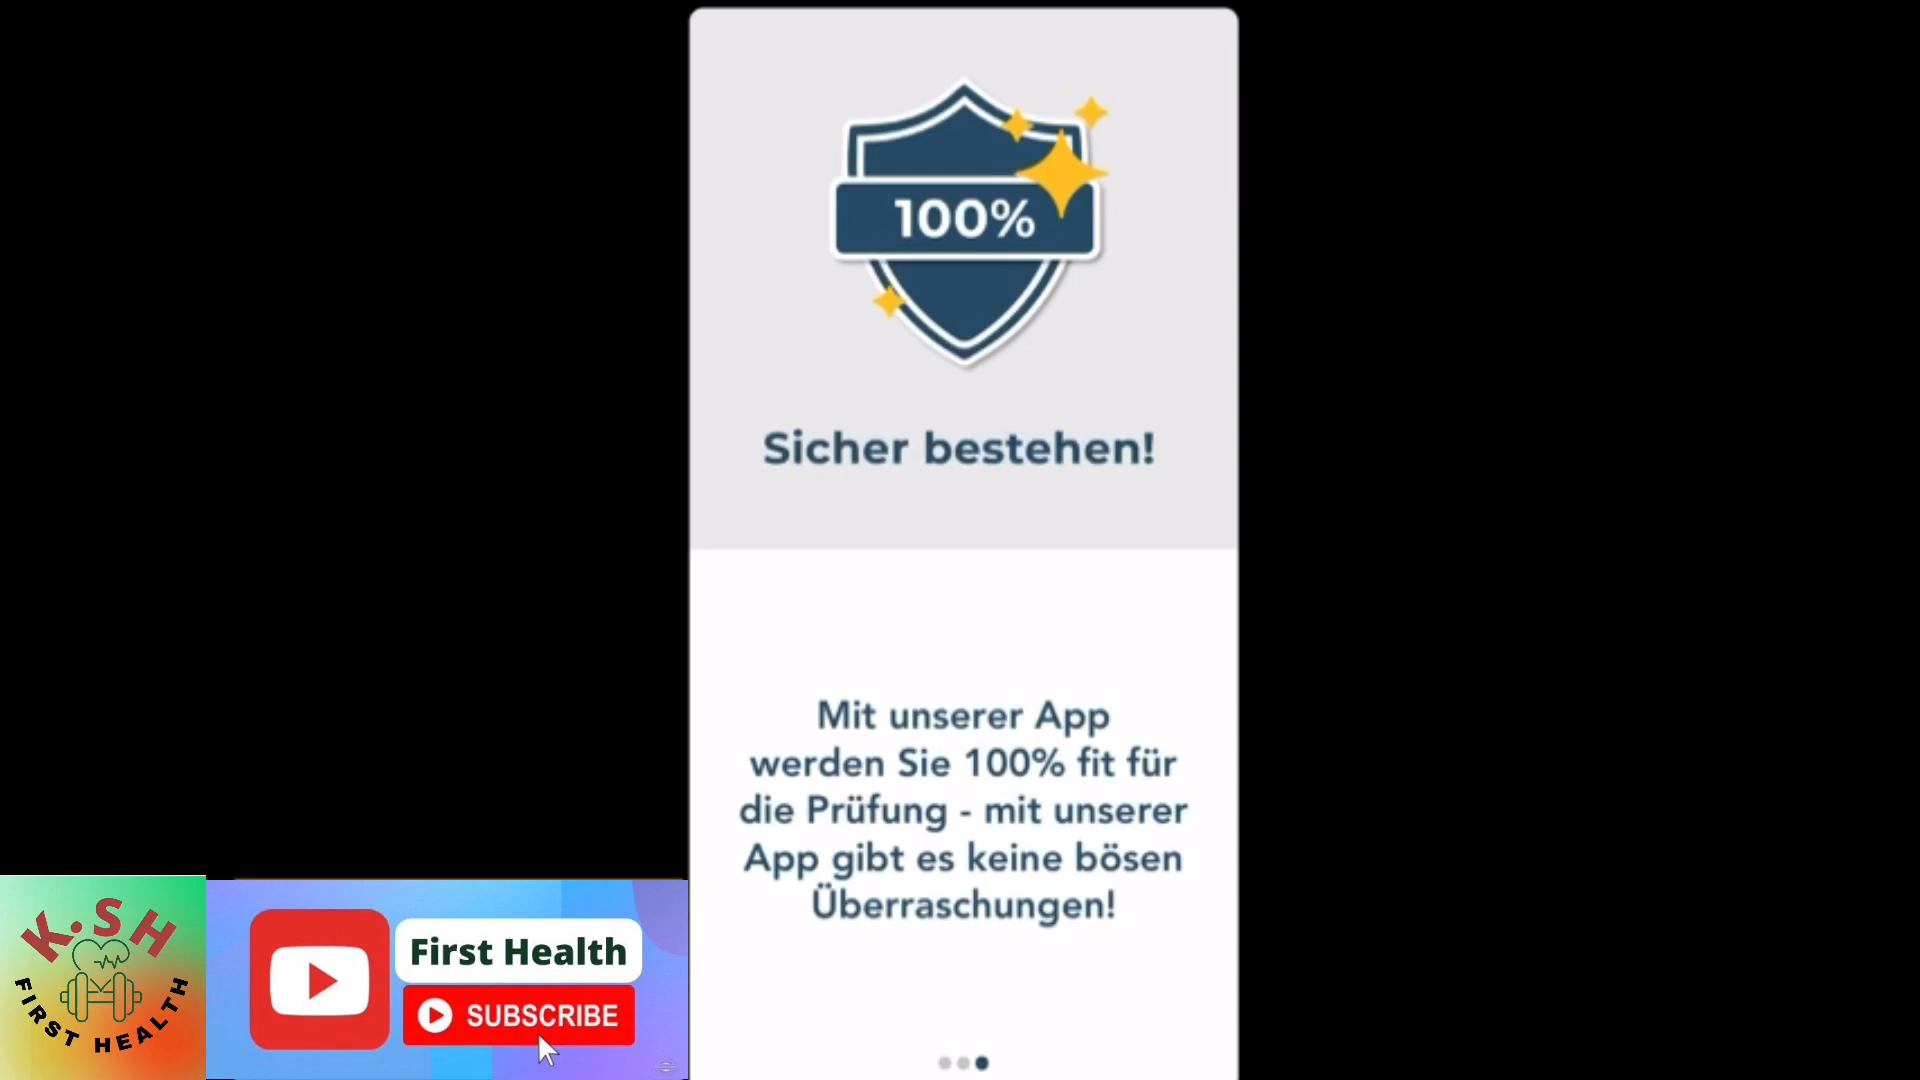 100%
Sicher bestehen!
Mit unserer App
werden Sie 100% fit für
die Prüfung - mit unserer
App gibt es keine bösen
Überraschungen!
K.SH
FIRST HEALTH
First Health
SUBSCRIBE